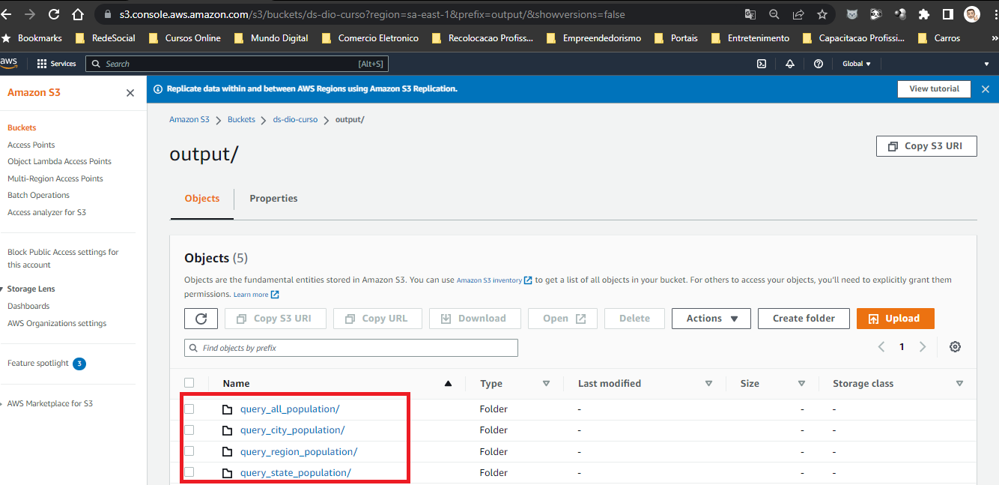 s3.console.aws.amazon.com/s3/buckets/ds-dio-curso?region=sa-east-1&prefix=output/&showversions=false
Bookmarks RedeSocial Cursos Online Mundo Digital Comercio Eletronico Recolocacao Profiss... Empreendedorismo Portais Entretenimento Capacitacao Profissi... Carros »
aws Services Search [Alt+S] Global
Amazon S3
Replicate data within and between AWS Regions using Amazon S3 Replication. View tutorial
Amazon S3 Buckets ds-dio-curso output/
Buckets
Access Points
Object Lambda Access Points
Multi-Region Access Points
Batch Operations
Access analyzer for S3
Block Public Access settings for
this account
Storage Lens
Dashboards
AWS Organizations settings
Feature spotlight 3
AWS Marketplace for S3
output/ Copy S3 URI
Objects Properties
Objects (5)
Objects are the fundamental entities stored in Amazon S3. You can use Amazon S3 inventory to get a list of all objects in your bucket. For others to access your objects, you'll need to explicitly grant them
permissions. Learn more
Copy S3 URI Copy URL Download Open Delete Actions Create folder Upload
Find objects by prefix 1
Name Type Last modified Size Storage class
query_all_population/ Folder - - -
query_city_population/ Folder - - -
query_region_population/ Folder - - -
query_state_population/ Folder - - -